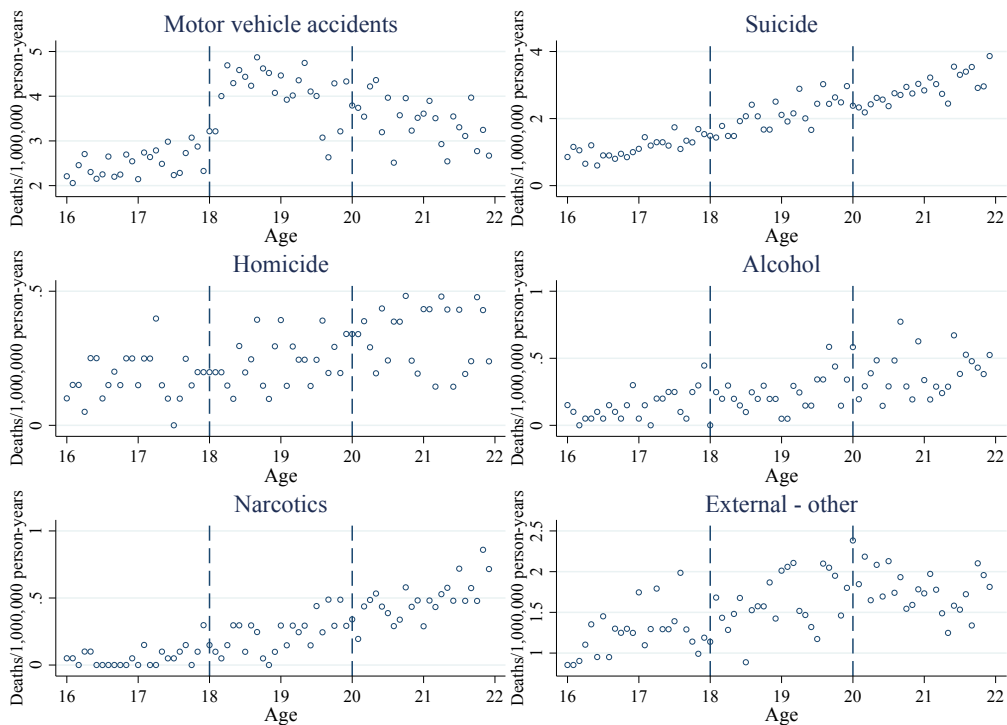 Motor vehicle accidents
Deaths/1,000,000 person-years
5
4
3
2
16 17 18 19 20 21 22
Age
Suicide
Deaths/1,000,000 person-years
4
2
0
16 17 18 19 20 21 22
Age
Homicide
Deaths/1,000,000 person-years
.5
0
16 17 18 19 20 21 22
Age
Alcohol
Deaths/1,000,000 person-years
1
.5
0
16 17 18 19 20 21 22
Age
Narcotics
Deaths/1,000,000 person-years
1
.5
0
16 17 18 19 20 21 22
Age
External - other
Deaths/1,000,000 person-years
2.5
2
1.5
1
16 17 18 19 20 21 22
Age